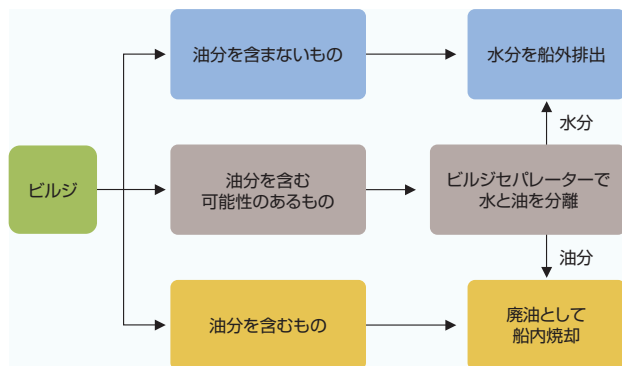 油分を含まないもの
水分を船外排出
水分
ビルジ
油分を含む
可能性のあるもの
ビルジセパレーターで
水と油を分離
油分
油分を含むもの
廃油として
船内焼却